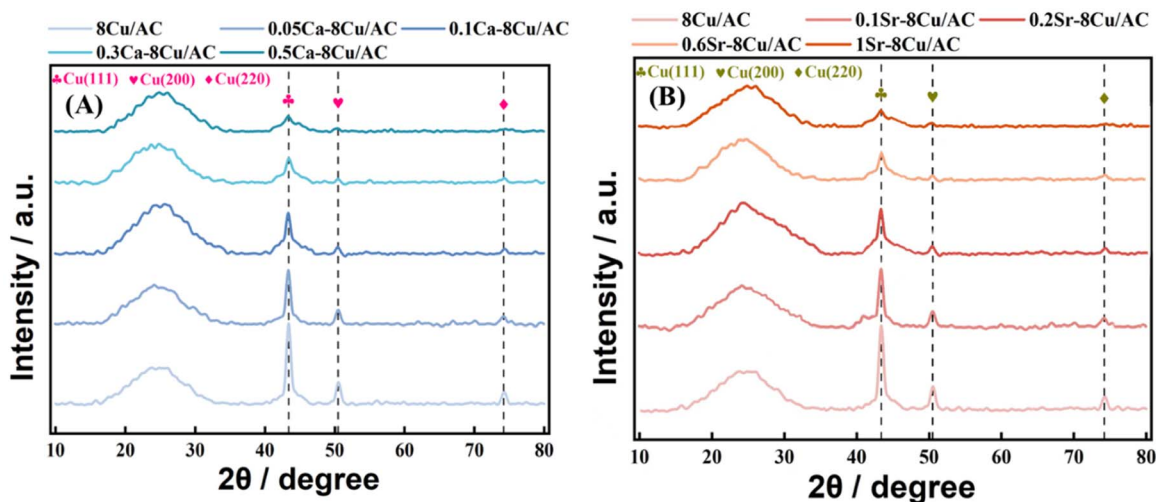 8Cu/AC 0.05Ca-8Cu/AC 0.1Ca-8Cu/AC
0.3Ca-8Cu/AC 0.5Ca-8Cu/AC
♣Cu(111) ♥Cu(200) ♦Cu(220)
(A)
♣ ♥ ♦
Intensity / a.u.
10 20 30 40 50 60 70 80
2θ / degree
8Cu/AC 0.1Sr-8Cu/AC 0.2Sr-8Cu/AC
0.6Sr-8Cu/AC 1Sr-8Cu/AC
♣Cu(111) ♥Cu(200) ♦Cu(220)
(B)
♣ ♥ ♦
Intensity / a.u.
10 20 30 40 50 60 70 80
2θ / degree